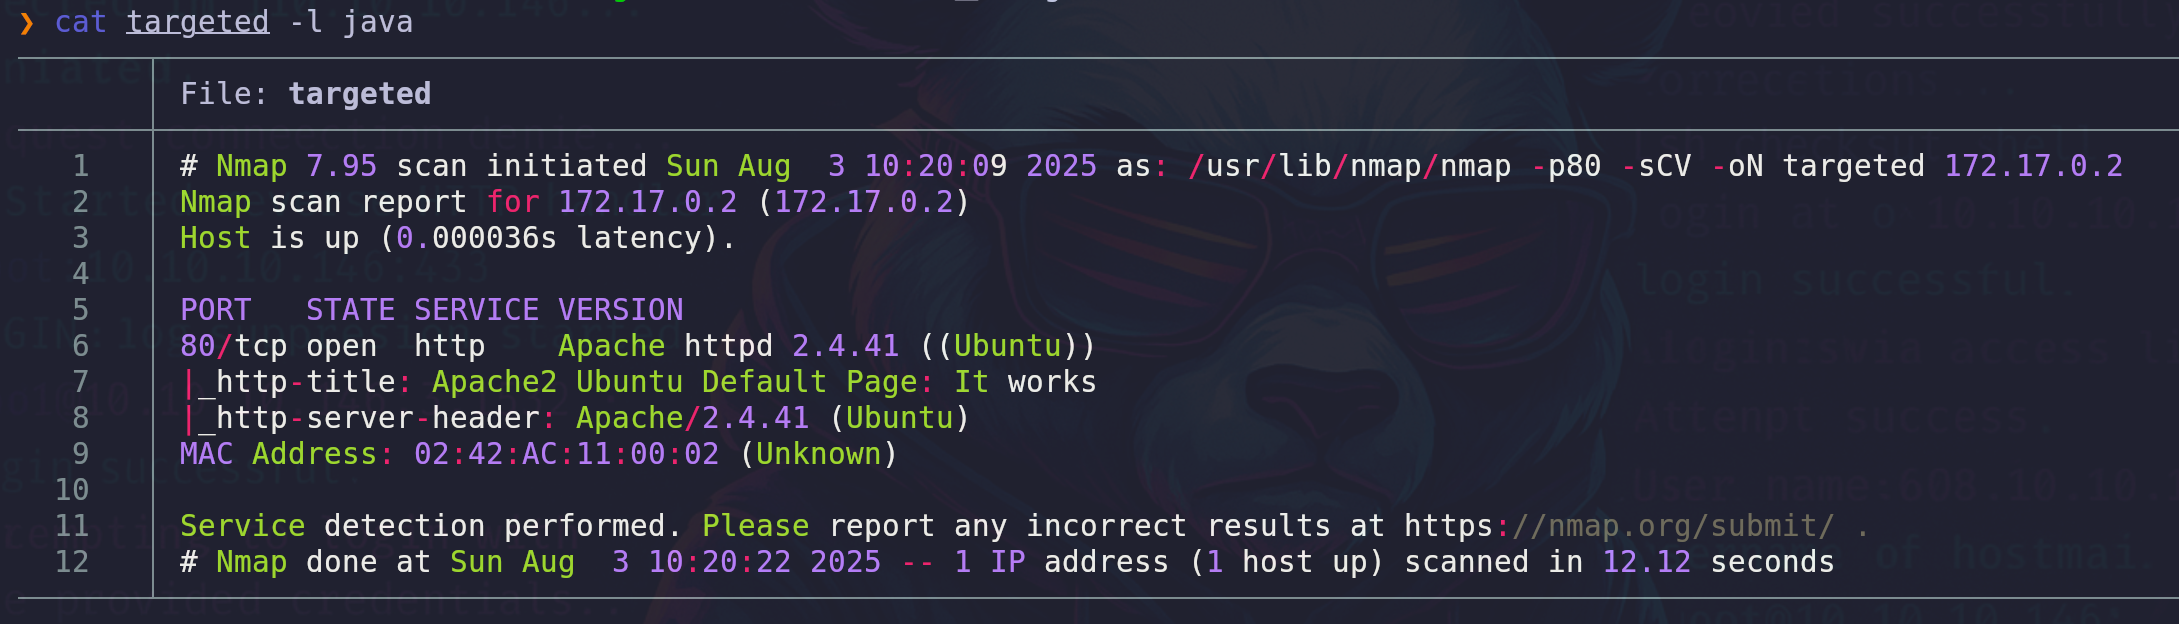 ❯ cat targeted -l java
File: targeted
1 # Nmap 7.95 scan initiated Sun Aug  3 10:20:09 2025 as: /usr/lib/nmap/nmap -p80 -sCV -oN targeted 172.17.0.2
2 Nmap scan report for 172.17.0.2 (172.17.0.2)
3 Host is up (0.000036s latency).
4
5 PORT   STATE SERVICE VERSION
6 80/tcp open  http    Apache httpd 2.4.41 ((Ubuntu))
7 |_http-title: Apache2 Ubuntu Default Page: It works
8 |_http-server-header: Apache/2.4.41 (Ubuntu)
9 MAC Address: 02:42:AC:11:00:02 (Unknown)
10
11 Service detection performed. Please report any incorrect results at https://nmap.org/submit/ .
12 # Nmap done at Sun Aug  3 10:20:22 2025 -- 1 IP address (1 host up) scanned in 12.12 seconds